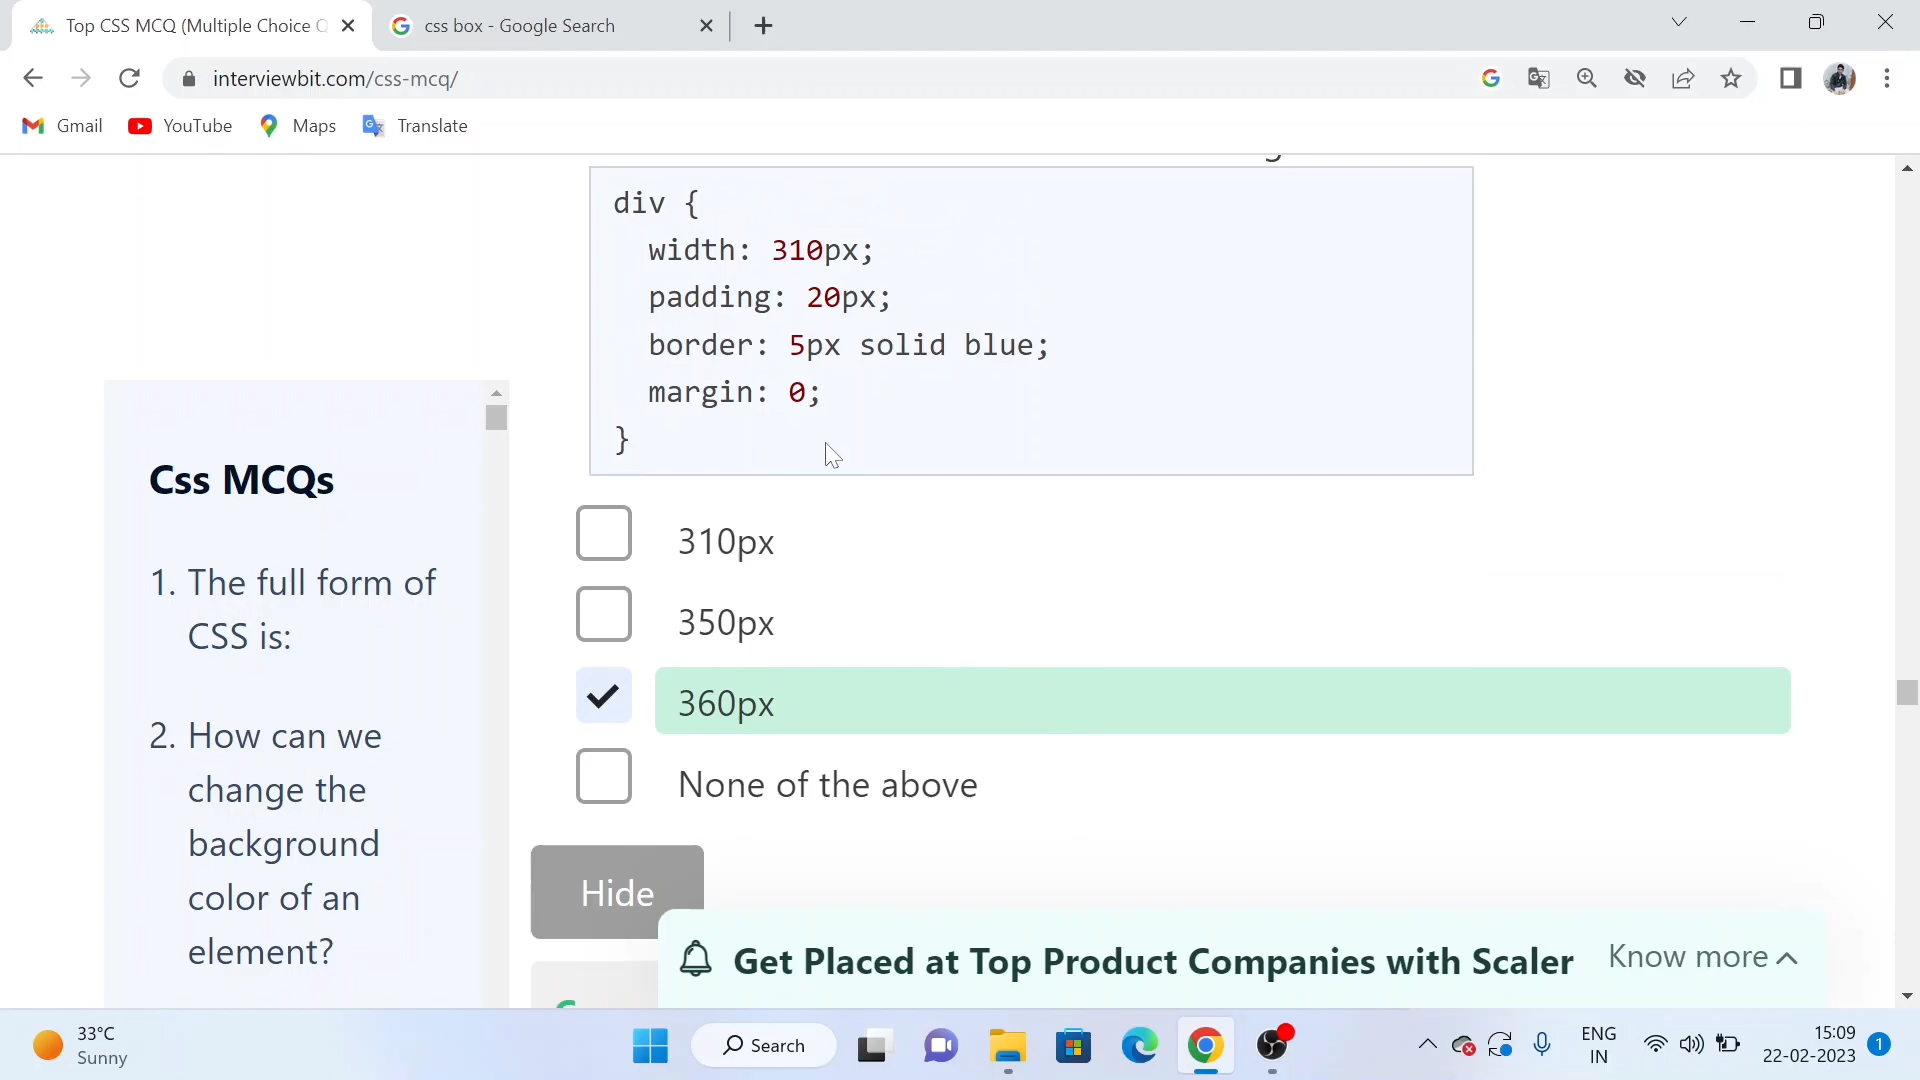 Top CSS MCQ (Multiple Choice Q
css box - Google Search
interviewbit.com/css-mcq/
Gmail
YouTube
Maps
Translate
div {
width: 310px;
padding: 20px;
border: 5px solid blue;
margin: 0;
}
Css MCQs
1. The full form of
CSS is:
2. How can we
change the
background
color of an
element?
310px
350px
360px
None of the above
Hide
Get Placed at Top Product Companies with Scaler
Know more
33°C
Sunny
Search
ENG
IN
15:09
22-02-2023
1